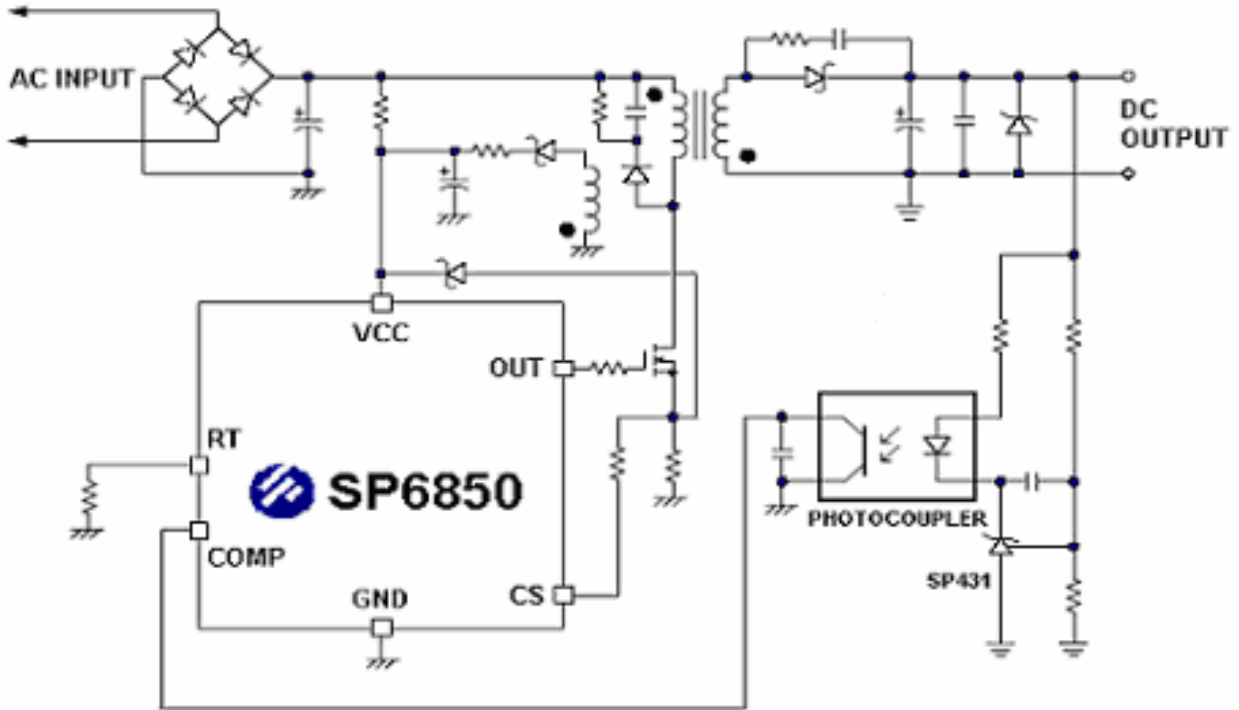 AC INPUT
DC
OUTPUT
VCC
OUT
RT
SP6850
COMP
GND
CS
PHOTOCOUPLER
SP431